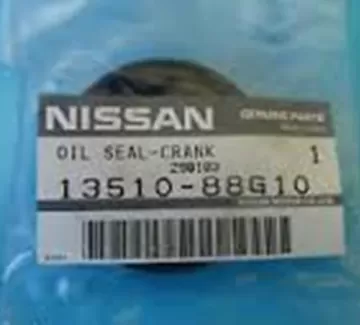 NISSAN
GENUINE PARTS
OIL SEAL-CRANK 1
13510-88G10